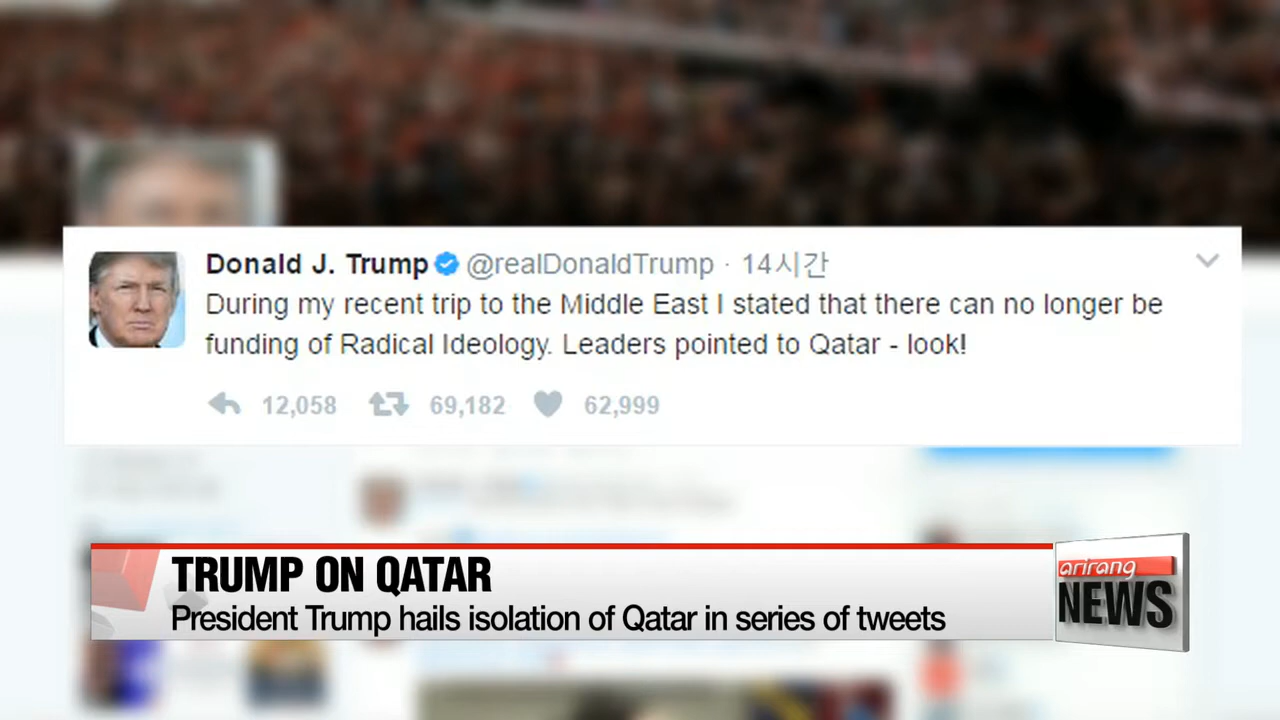 Donald J. Trump @realDonaldTrump · 14시간
During my recent trip to the Middle East I stated that there can no longer be
funding of Radical Ideology. Leaders pointed to Qatar - look!
12,058 69,182 62,999
TRUMP ON QATAR
President Trump hails isolation of Qatar in series of tweets
arirang
NEWS